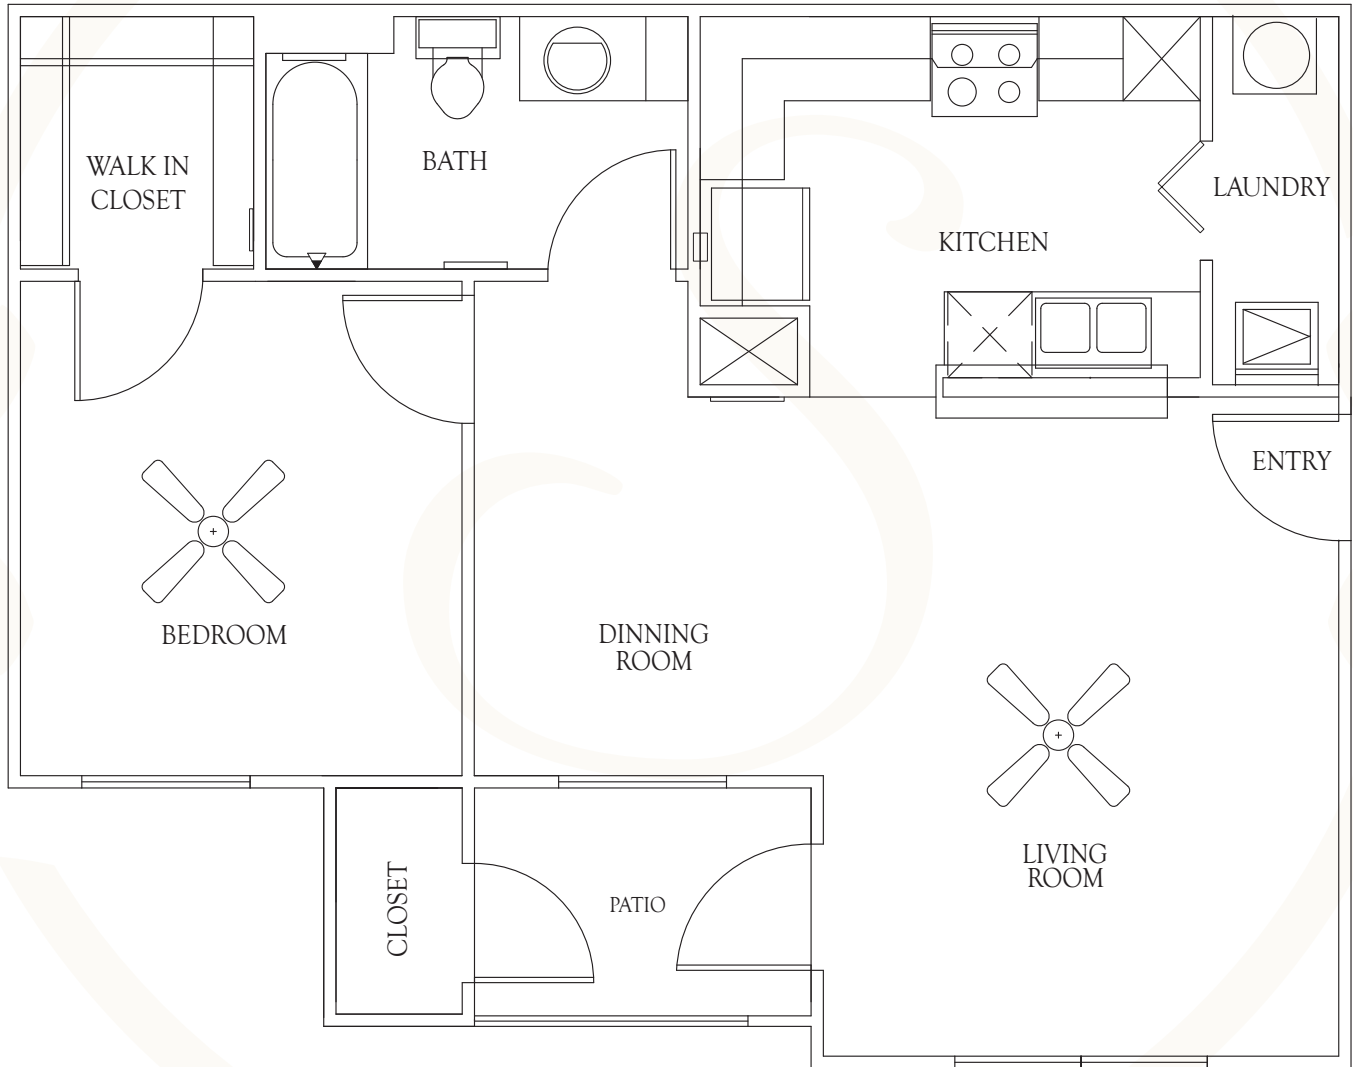 WALK IN
CLOSET
BATH
KITCHEN
LAUNDRY
ENTRY
BEDROOM
DINNING
ROOM
LIVING
ROOM
CLOSET
PATIO